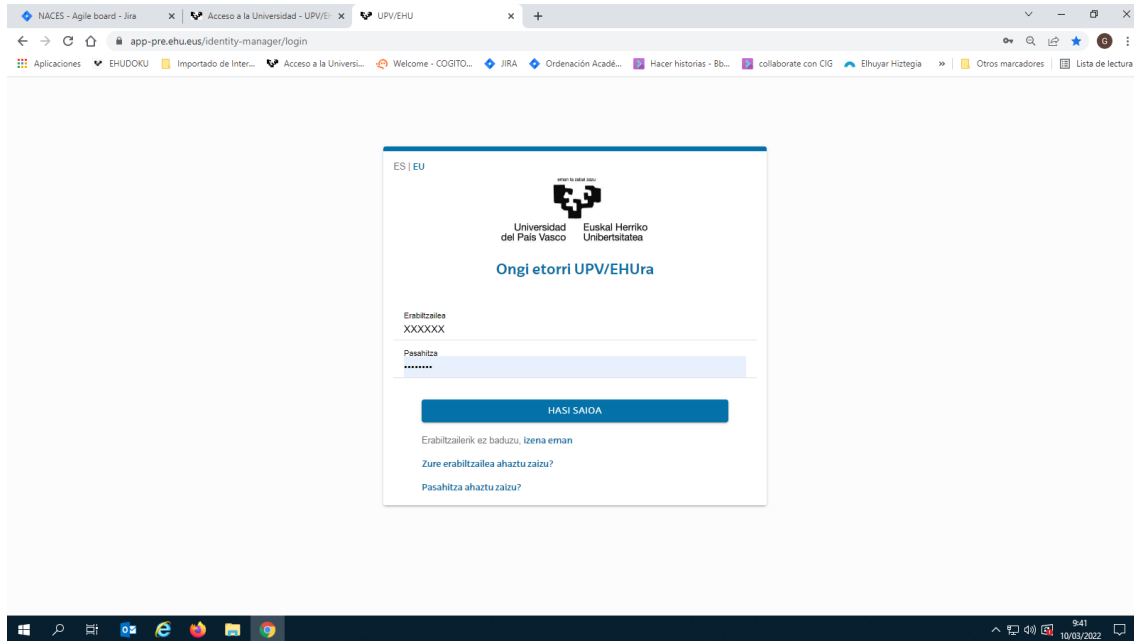 NACES - Agile board - Jira
Acceso a la Universidad - UPV/EH
UPV/EHU
app-pre.ehu.eus/identity-manager/login
G
Aplicaciones EHUDOKU Importado de Inter... Acceso a la Universi... Welcome - COGITO... JIRA Ordenación Acadé... Hacer historias - Bb... collaborate con CIG Elhuyar Hiztegia » Otros marcadores Lista de lectura
ES | EU
eman ta zabal zazu
Universidad Euskal Herriko
del País Vasco Unibertsitatea
Ongi etorri UPV/EHUra
Erabiltzailea
XXXXXX
Pasahitza
••••••••
HASI SAIOA
Erabiltzailerik ez baduzu, izena eman
Zure erabiltzailea ahaztu zaizu?
Pasahitza ahaztu zaizu?
9:41
10/03/2022